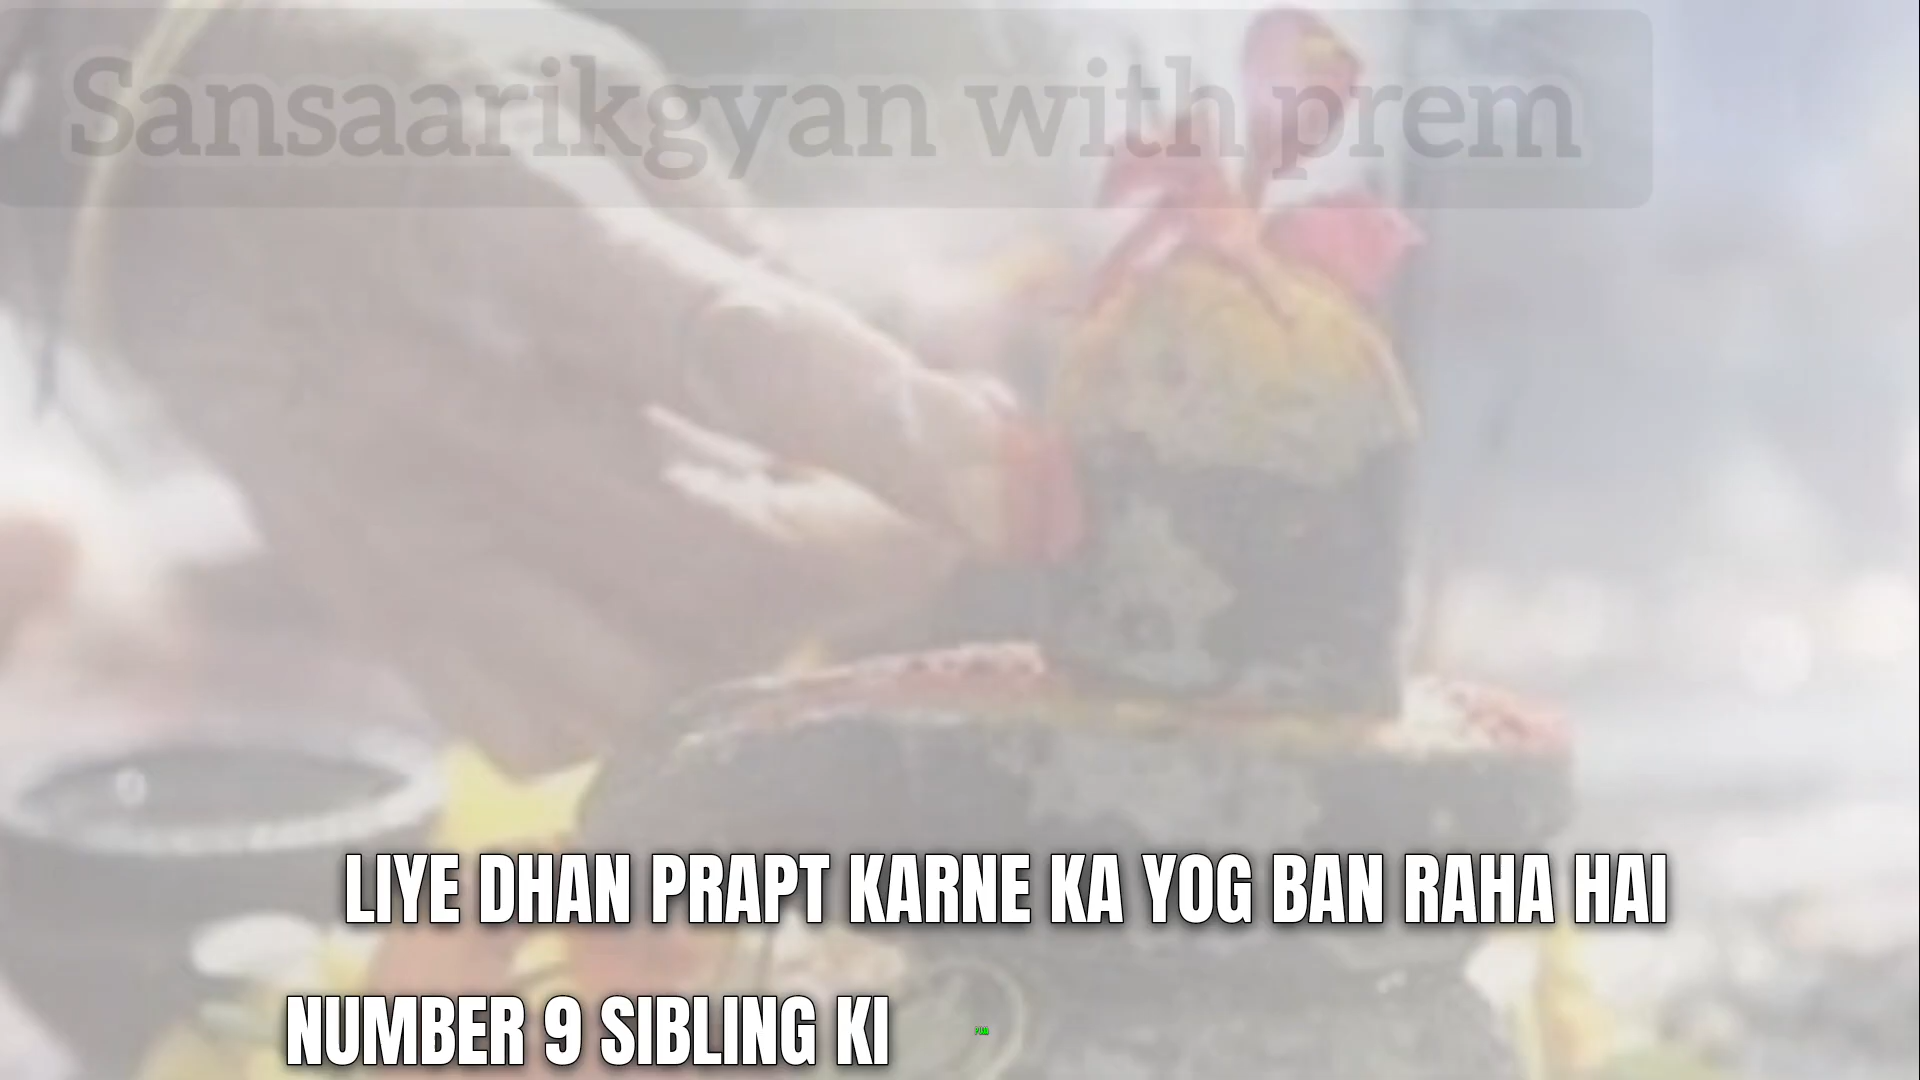 Sansaarikgyan with prem
LIYE DHAN PRAPT KARNE KA YOG BAN RAHA HAI
NUMBER 9 SIBLING KI